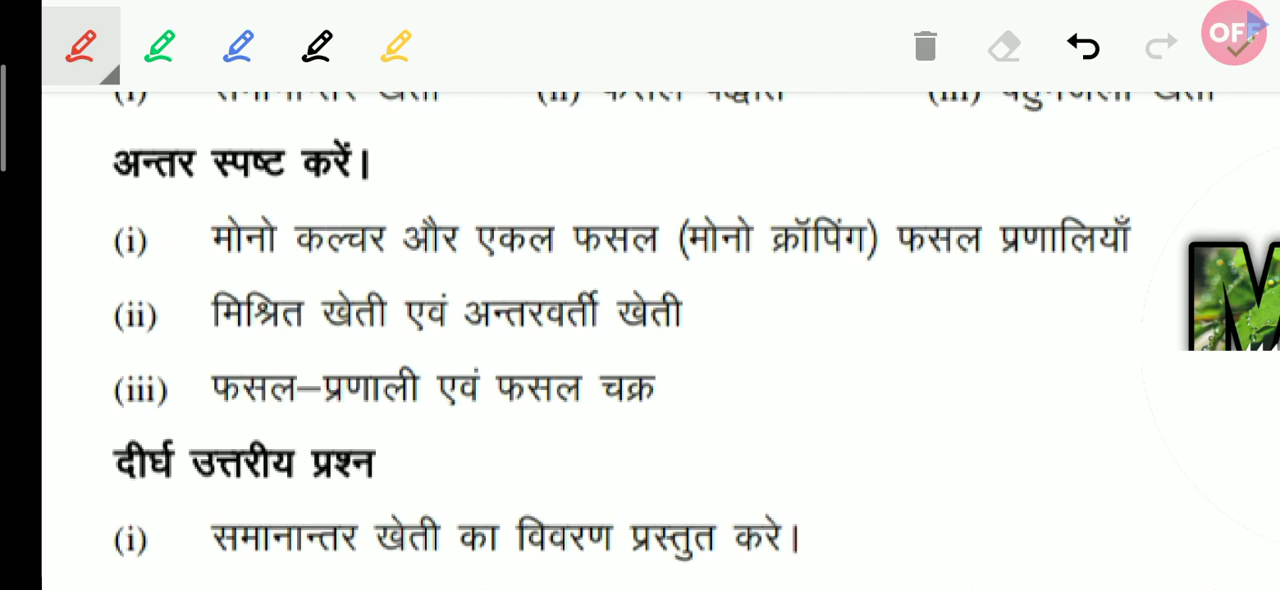 OFF
अन्तर स्पष्ट करें।
(i) मोनो कल्चर और एकल फसल (मोनो क्रॉपिंग) फसल प्रणालियाँ
(ii) मिश्रित खेती एवं अन्तरवर्ती खेती
(iii) फसल–प्रणाली एवं फसल चक्र
दीर्घ उत्तरीय प्रश्न
(i) समानान्तर खेती का विवरण प्रस्तुत करे।